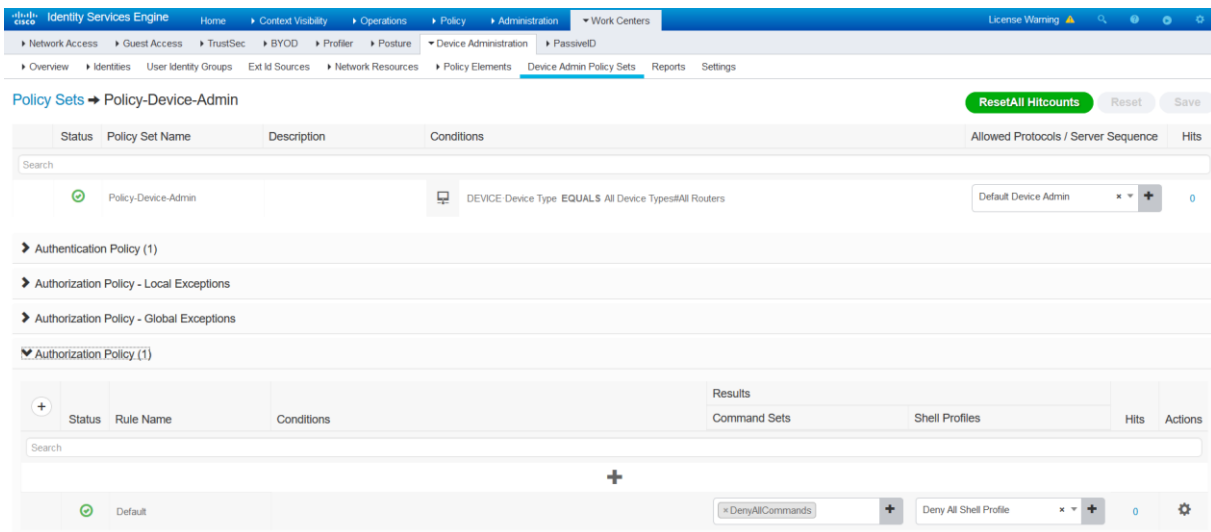 cisco Identity Services Engine Home Context Visibility Operations Policy Administration Work Centers License Warning
Network Access Guest Access TrustSec BYOD Profiler Posture Device Administration PassiveID
Overview Identities User Identity Groups Ext Id Sources Network Resources Policy Elements Device Admin Policy Sets Reports Settings
Policy Sets → Policy-Device-Admin ResetAll Hitcounts Reset Save
Status Policy Set Name Description Conditions Allowed Protocols / Server Sequence Hits
Search
Policy-Device-Admin DEVICE Device Type EQUALS All Device Types#All Routers Default Device Admin × + 0
Authentication Policy (1)
Authorization Policy - Local Exceptions
Authorization Policy - Global Exceptions
Authorization Policy (1)
Results
+ Status Rule Name Conditions Command Sets Shell Profiles Hits Actions
Search
+
Default ×DenyAllCommands + Deny All Shell Profile × + 0